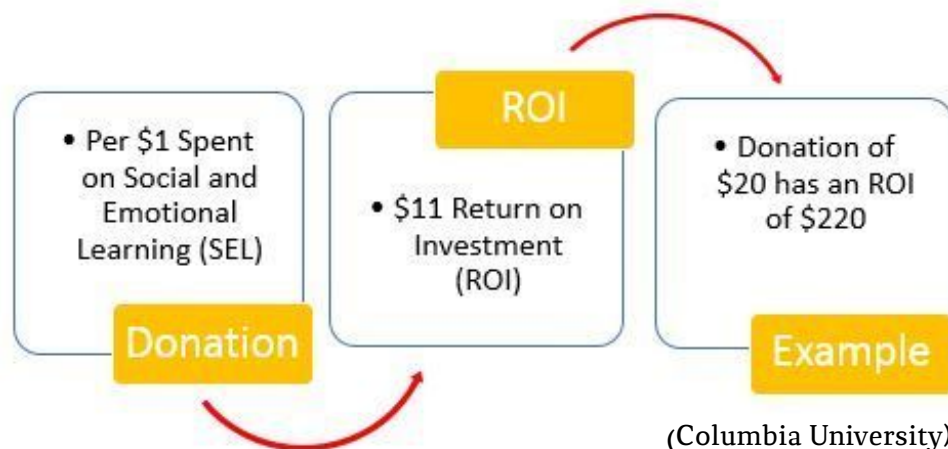 • Per $1 Spent
on Social and
Emotional
Learning (SEL)
Donation
ROI
• $11 Return on
Investment
(ROI)
• Donation of
$20 has an ROI
of $220
Example
(Columbia University)